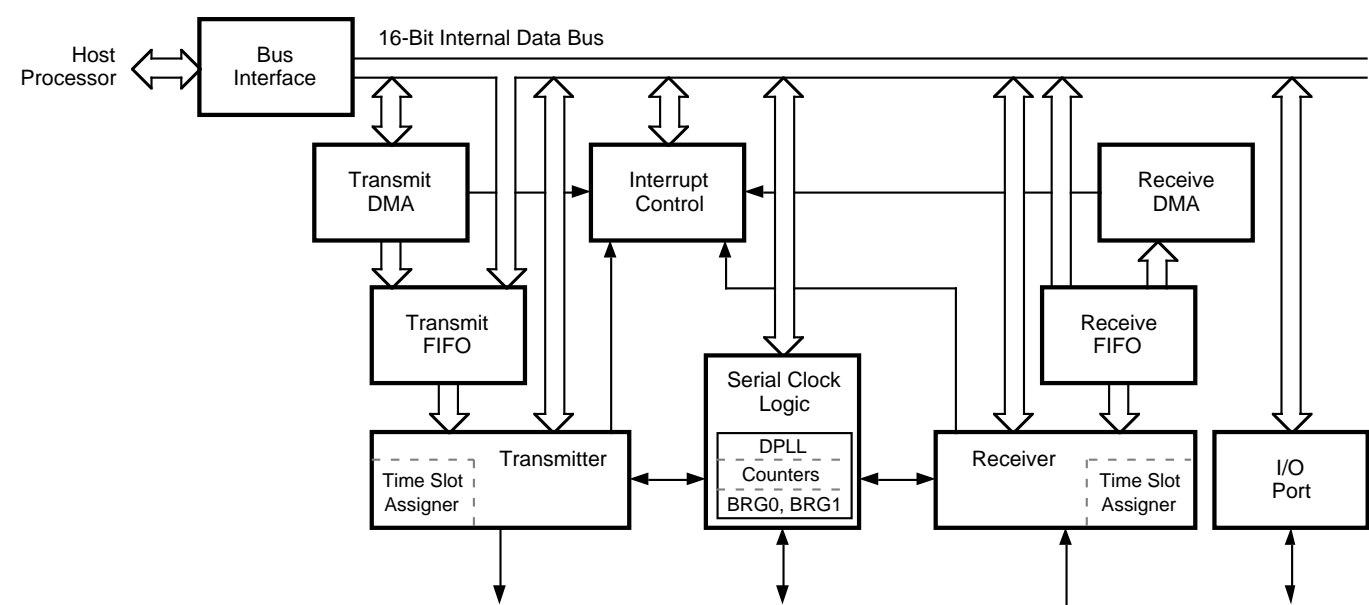 16-Bit Internal Data Bus
Host
Processor
Bus
Interface
Transmit
DMA
Interrupt
Control
Receive
DMA
Transmit
FIFO
Receive
FIFO
Serial Clock
Logic
DPLL
Counters
BRG0, BRG1
Transmitter
Time Slot
Assigner
Receiver
Time Slot
Assigner
I/O
Port